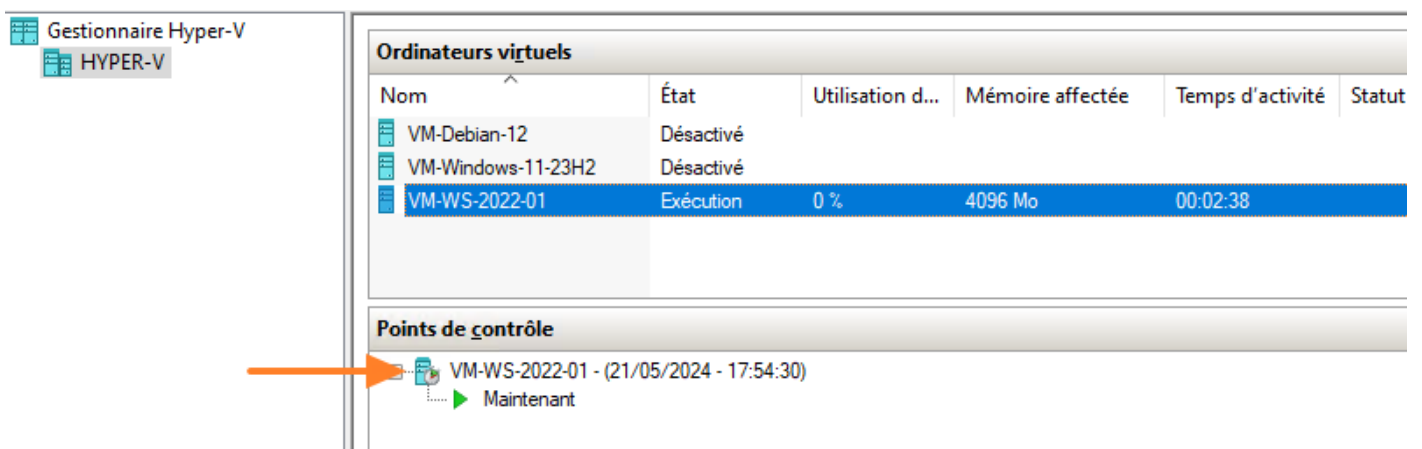 Gestionnaire Hyper-V
HYPER-V
Ordinateurs virtuels
Nom État Utilisation d... Mémoire affectée Temps d'activité Statut
VM-Debian-12 Désactivé
VM-Windows-11-23H2 Désactivé
VM-WS-2022-01 Exécution 0 % 4096 Mo 00:02:38
Points de contrôle
VM-WS-2022-01 - (21/05/2024 - 17:54:30)
Maintenant